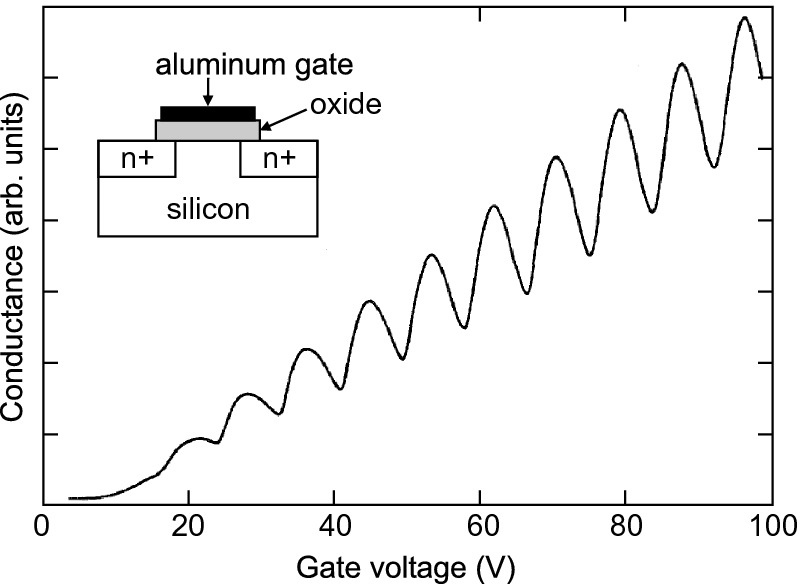 aluminum gate
oxide
n+ n+
silicon
Conductance (arb. units)
0 20 40 60 80 100
Gate voltage (V)